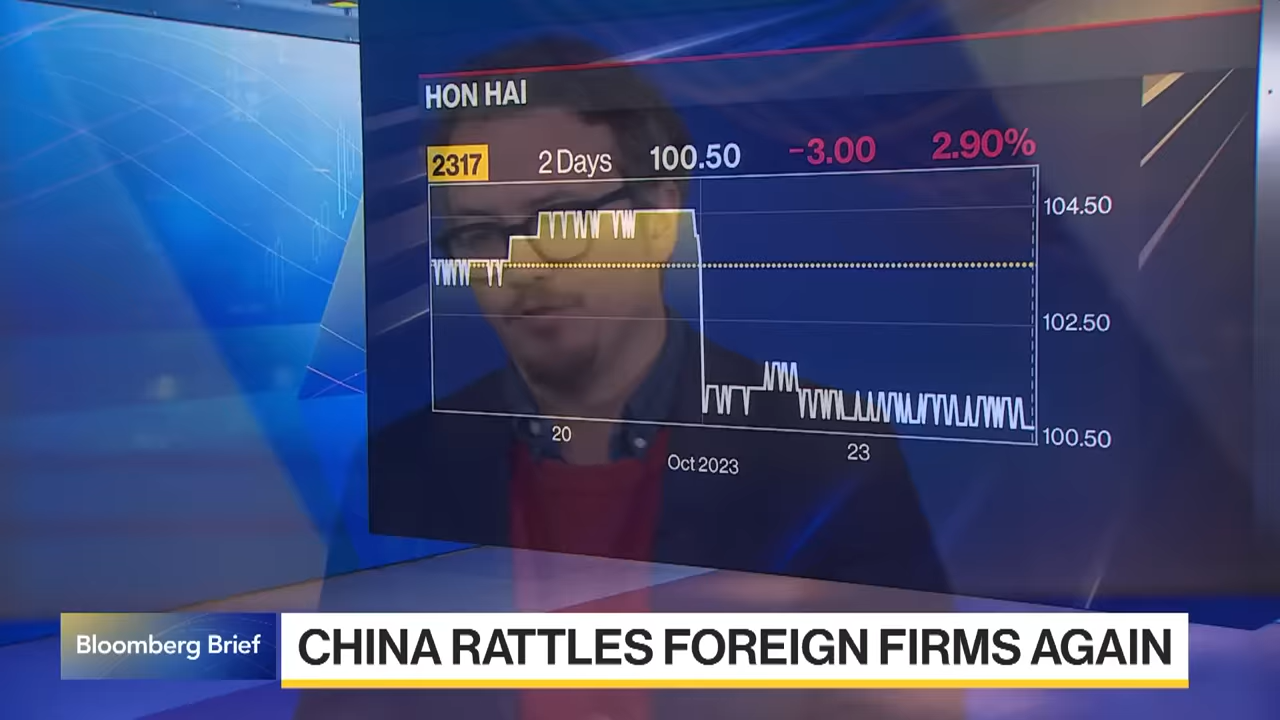 HON HAI
2317 2 Days 100.50 -3.00 2.90%
104.50
102.50
100.50
20 23
Oct 2023
Bloomberg Brief
CHINA RATTLES FOREIGN FIRMS AGAIN